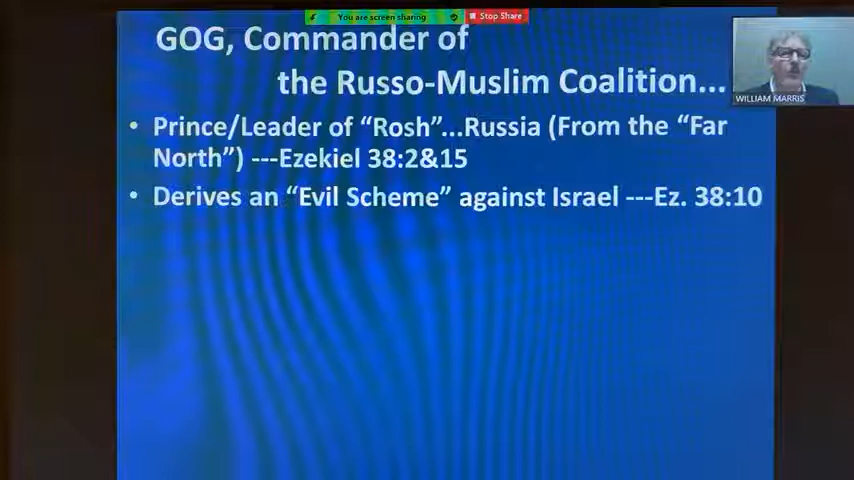 You are screen sharing
Stop Share
GOG, Commander of
the Russo-Muslim Coalition...
WILLIAM MARRIS
• Prince/Leader of “Rosh”...Russia (From the “Far
North”) ---Ezekiel 38:2&15
• Derives an “Evil Scheme” against Israel ---Ez. 38:10